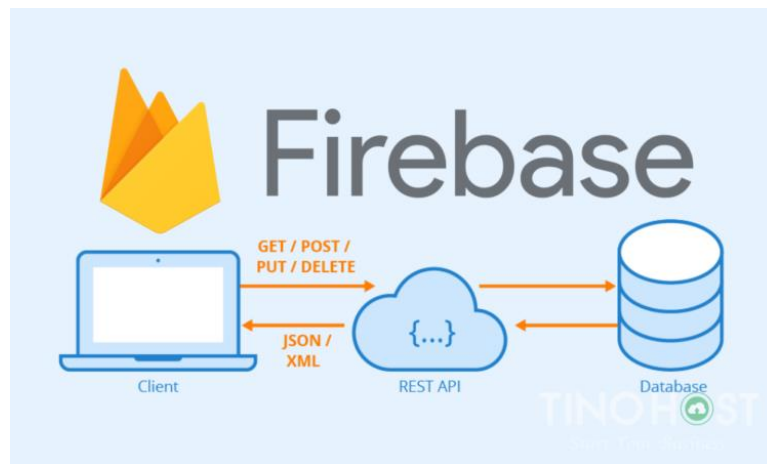 Firebase
GET / POST /
PUT / DELETE
{...}
JSON /
XML
Client
REST API
Database
TINOHOST